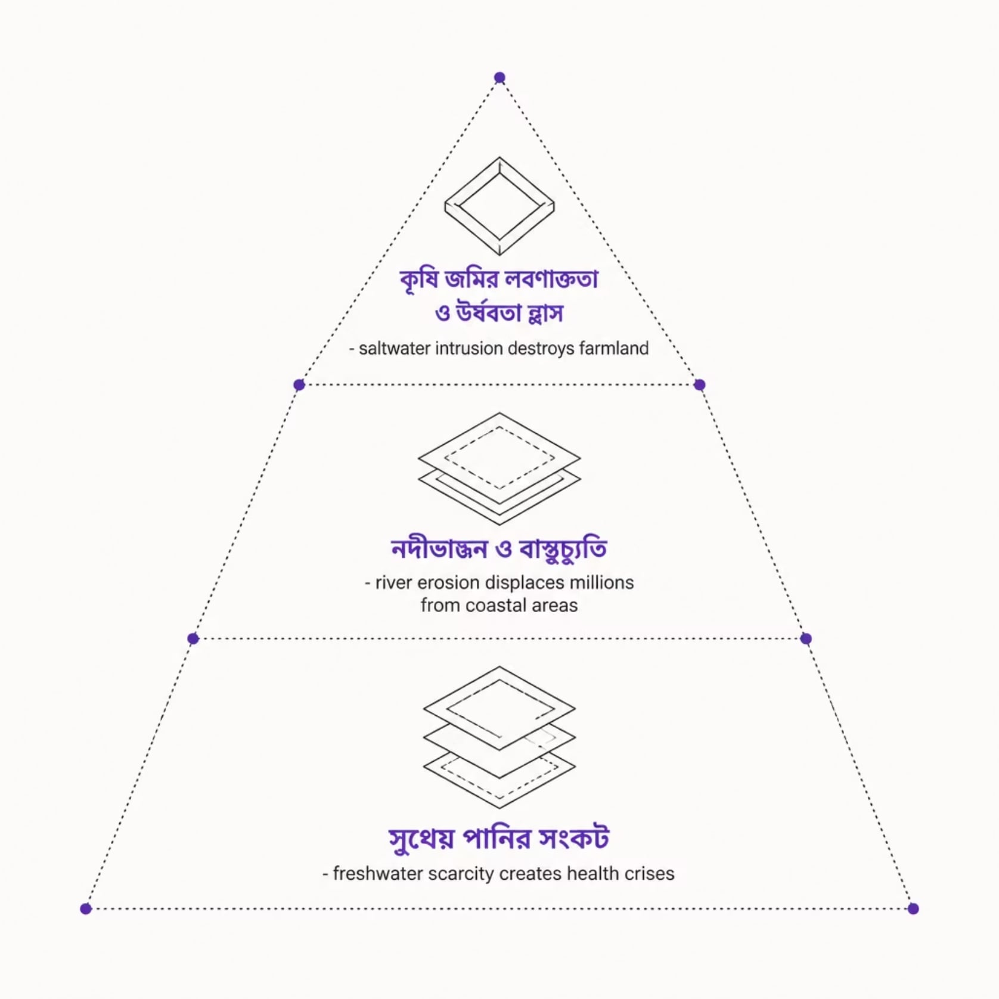 কৃষি জমির লবণাক্ততা
ও উর্ষবতা হ্লাস
- saltwater intrusion destroys farmland
নদীভাঙ্গন ও বাস্তুচ্যুতি
- river erosion displaces millions
from coastal areas
সুথেয় পানির সংকট
- freshwater scarcity creates health crises